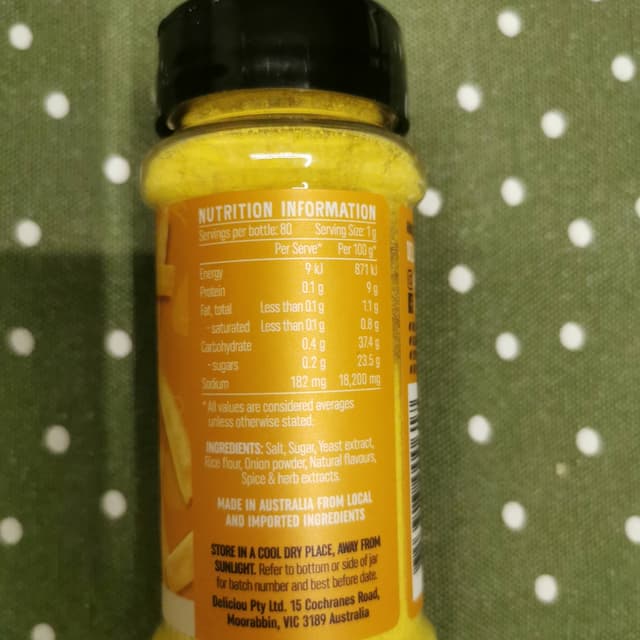 NUTRITION INFORMATION
Servings per bottle: 80 Serving Size: 1 g
Per Serve* Per 100 g*
Energy 9 kJ 871 kJ
Protein 0.1 g 9 g
Fat, total Less than 0.1 g 1.1 g
- saturated Less than 0.1 g 0.8 g
Carbohydrate 0.4 g 37.4 g
- sugars 0.2 g 23.5 g
Sodium 182 mg 18,200 mg
*All values are considered averages
unless otherwise stated.
INGREDIENTS: Salt, Sugar, Yeast extract,
Rice flour, Onion powder, Natural flavours,
Spice & herb extracts.
MADE IN AUSTRALIA FROM LOCAL
AND IMPORTED INGREDIENTS
STORE IN A COOL DRY PLACE, AWAY FROM
SUNLIGHT. Refer to bottom or side of jar
for batch number and best before date.
Deliciou Pty Ltd. 15 Cochranes Road,
Moorabbin, VIC 3189 Australia